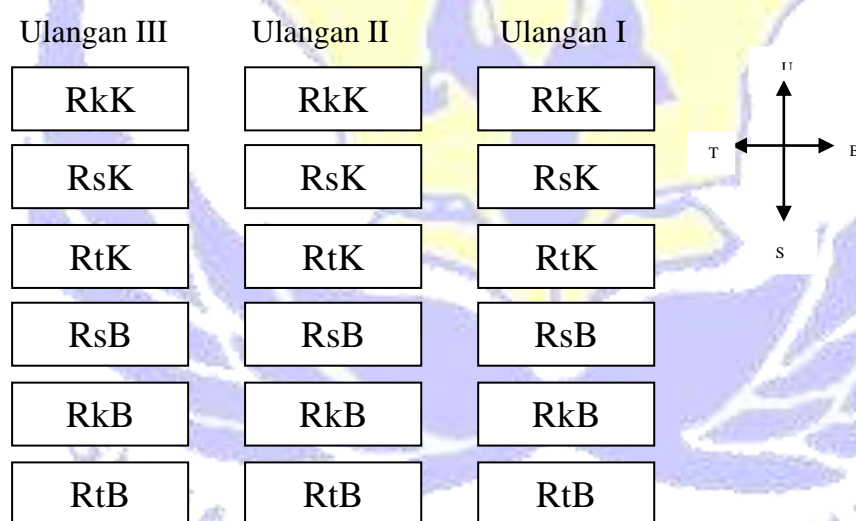 Ulangan III Ulangan II Ulangan I
RkK RkK RkK
RsK RsK RsK
RtK RtK RtK
RsB RsB RsB
RkB RkB RkB
RtB RtB RtB
U
T B
S